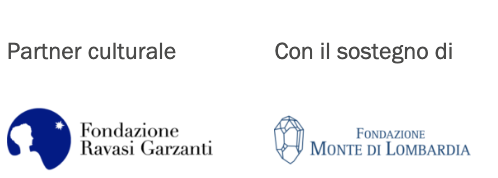 Partner culturale
Con il sostegno di
Fondazione
Ravasi Garzanti
FONDAZIONE
MONTE DI LOMBARDIA